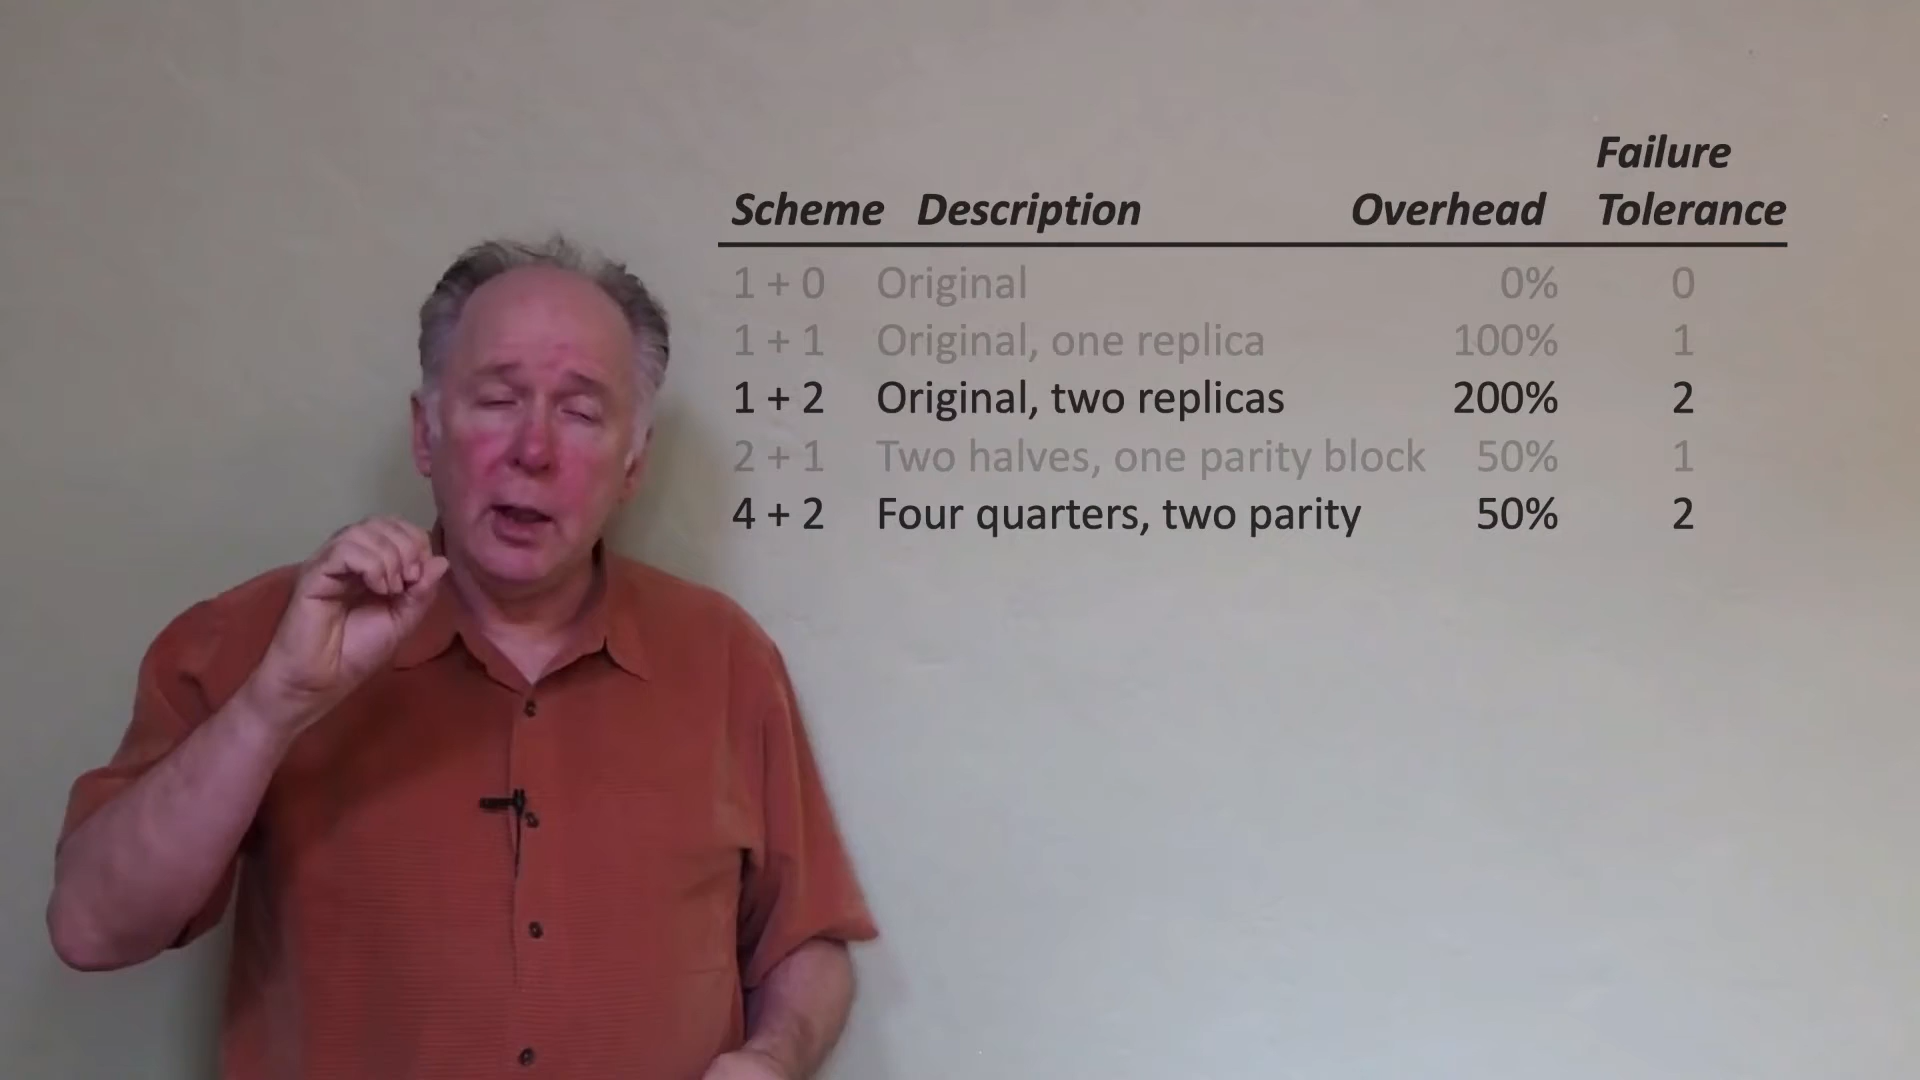 Failure
Scheme Description Overhead Tolerance
1 + 0 Original 0% 0
1 + 1 Original, one replica 100% 1
1 + 2 Original, two replicas 200% 2
2 + 1 Two halves, one parity block 50% 1
4 + 2 Four quarters, two parity 50% 2